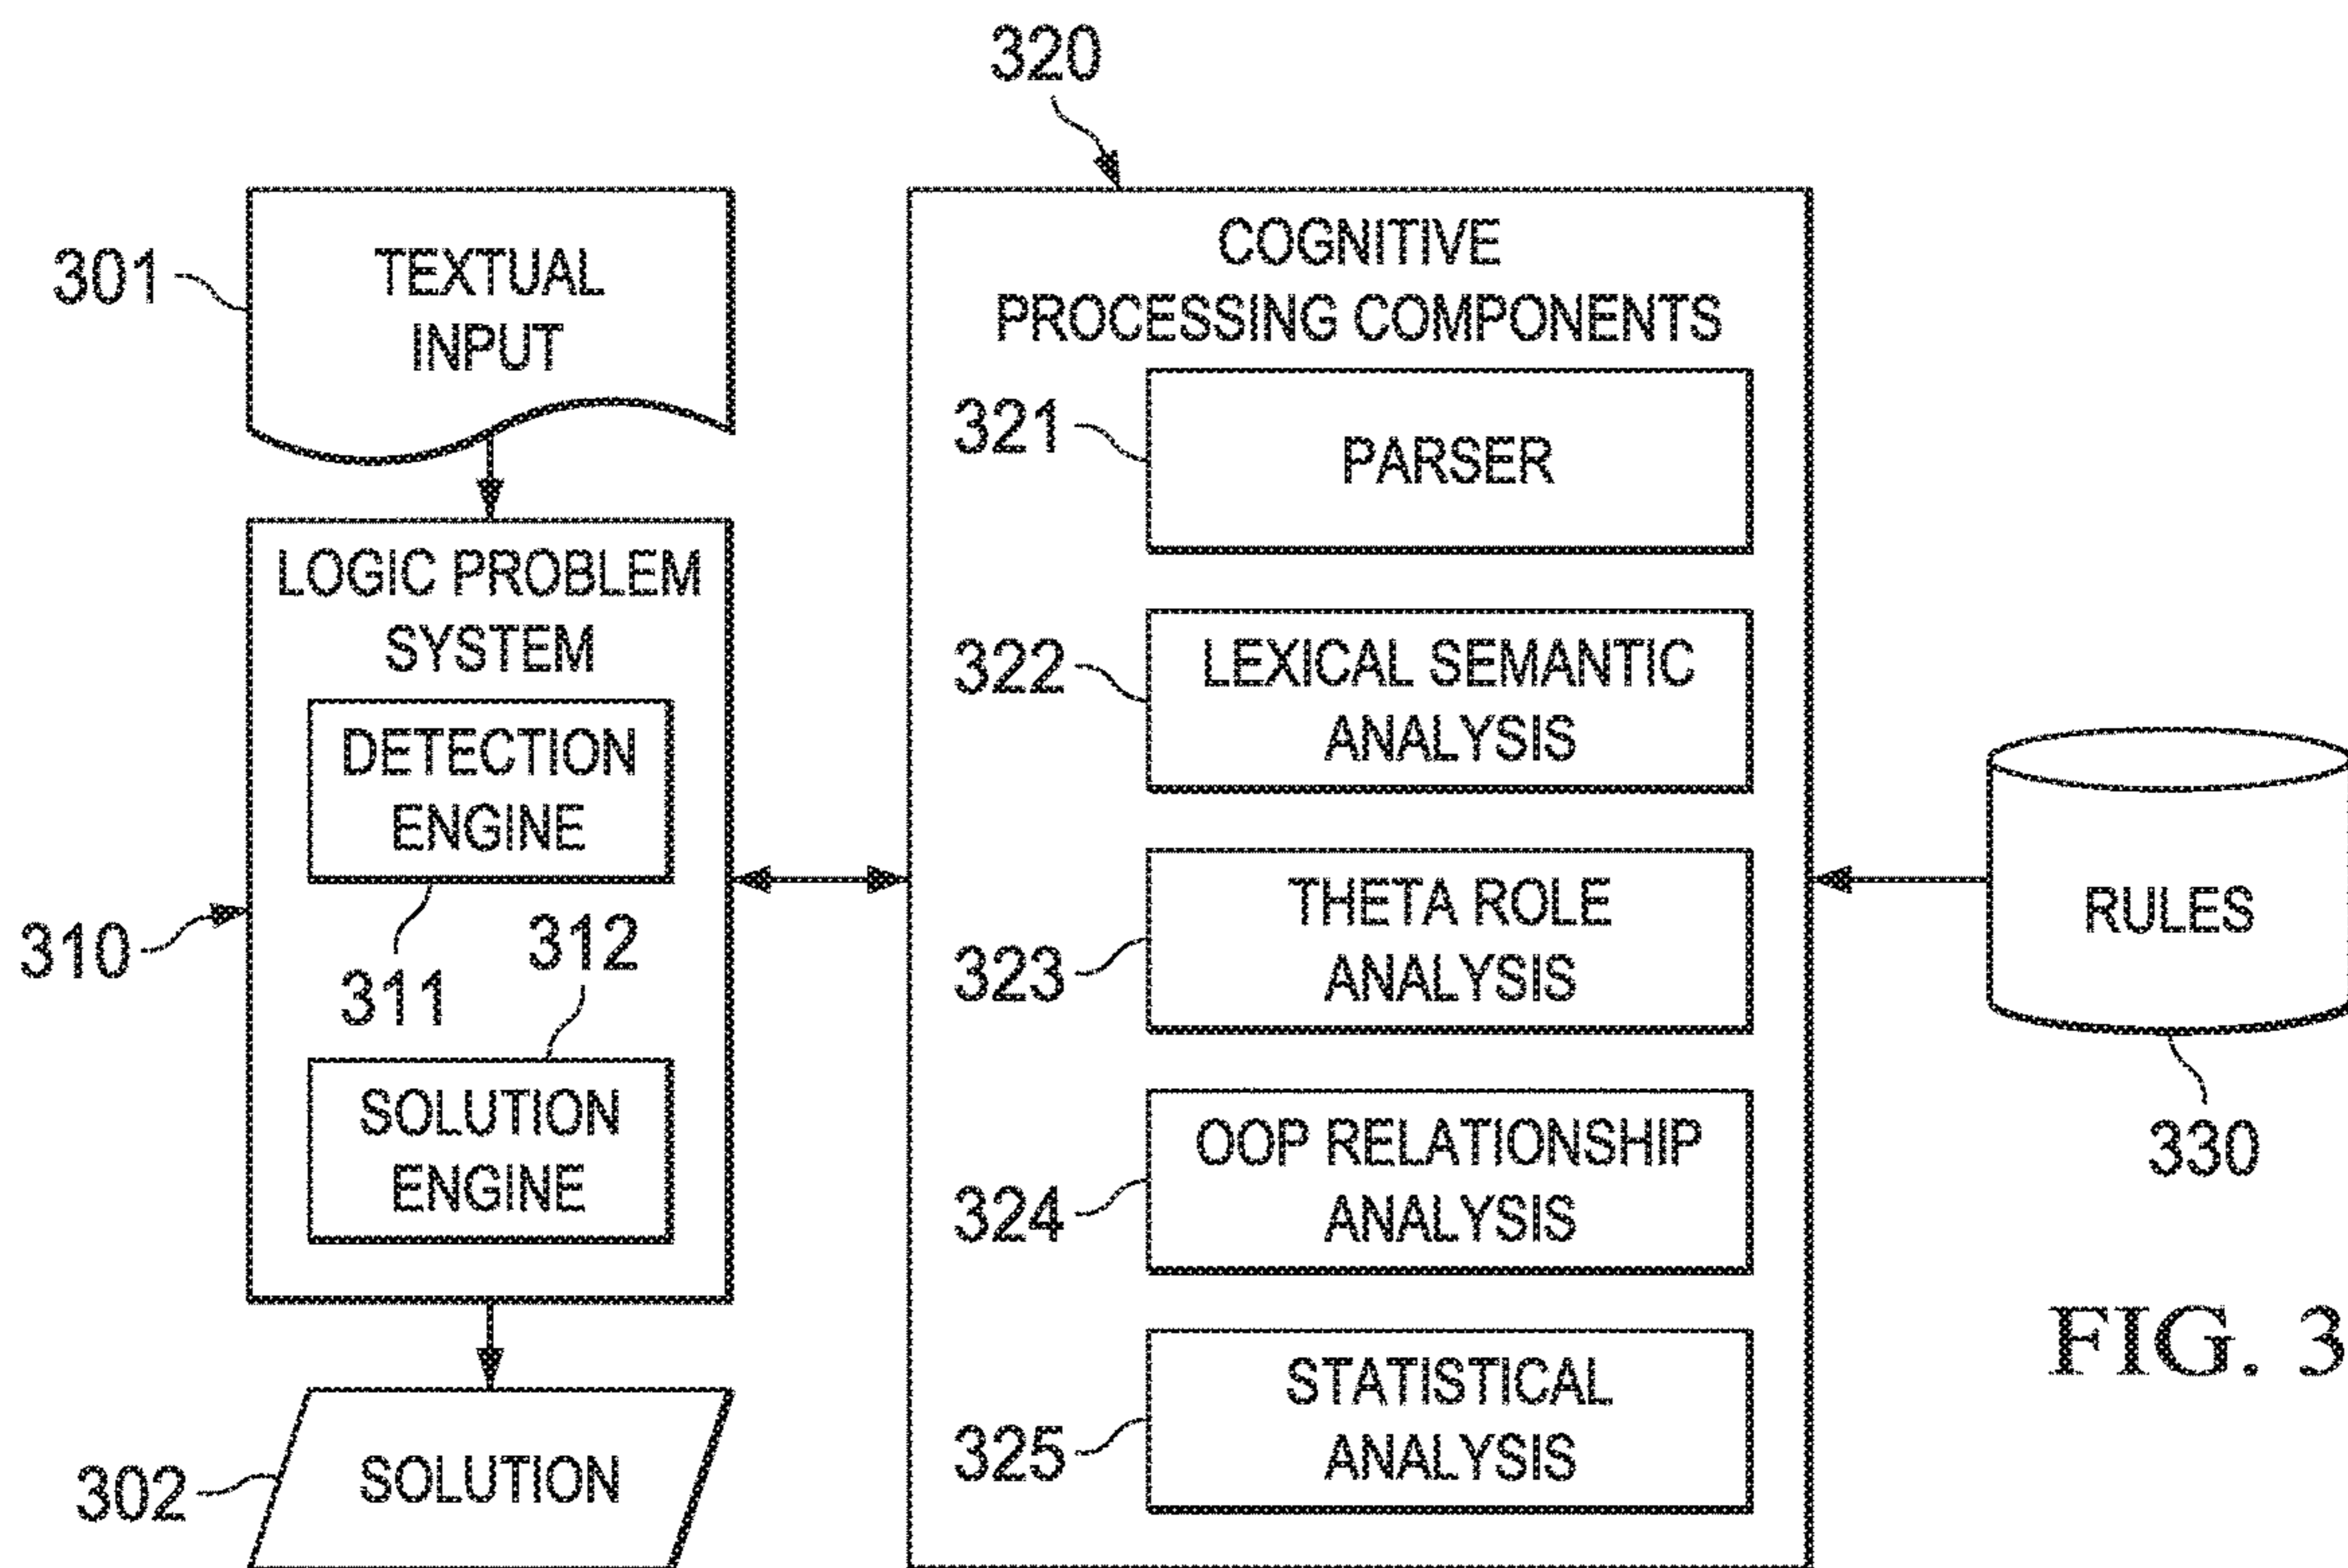 320
301
TEXTUAL
INPUT
LOGIC PROBLEM
SYSTEM
DETECTION
ENGINE
310
311
312
SOLUTION
ENGINE
302
SOLUTION
COGNITIVE
PROCESSING COMPONENTS
321
PARSER
322
LEXICAL SEMANTIC
ANALYSIS
323
THETA ROLE
ANALYSIS
324
OOP RELATIONSHIP
ANALYSIS
325
STATISTICAL
ANALYSIS
RULES
330
FIG. 3